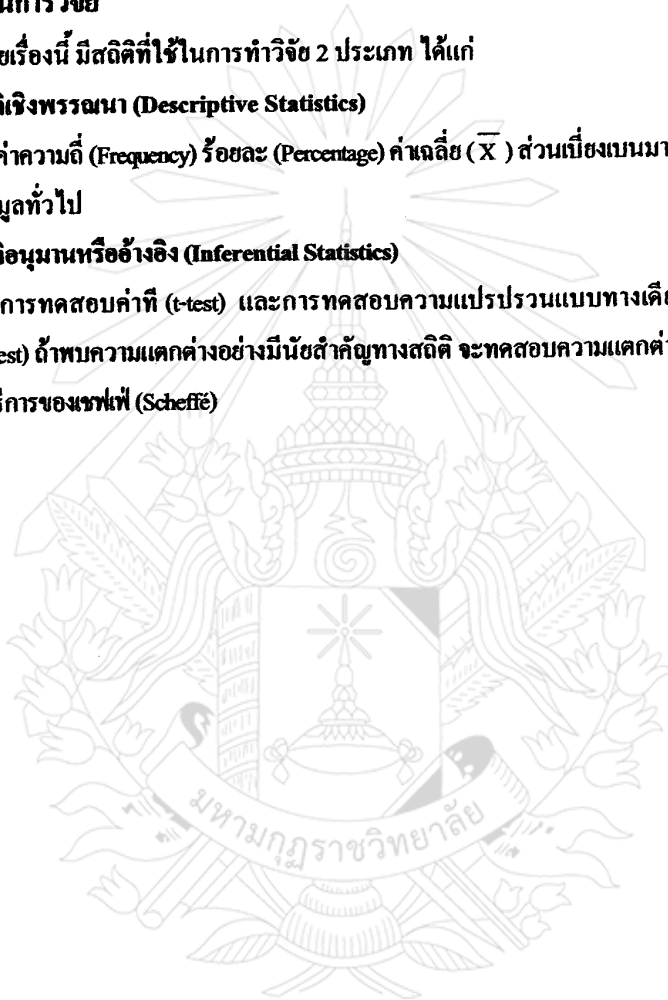 นการวิจัย
ยเรื่องนี้ มีสถิติที่ใช้ในการทำวิจัย 2 ประเภท ได้แก่
ิเชิงพรรณนา (Descriptive Statistics)
ค่าความถี่ (Frequency) ร้อยละ (Percentage) ค่าเฉลี่ย ( X̅ ) ส่วนเบี่ยงเบนมา
มูลทั่วไป
ิอนุมานหรืออ้างอิง (Inferential Statistics)
การทดสอบค่าที (t-test) และการทดสอบความแปรปรวนแบบทางเดีย
est) ถ้าพบความแตกต่างอย่างมีนัยสำคัญทางสถิติ จะทดสอบความแตกต่
ธีการของเชฟเฟ่ (Scheffé)
มหามกุฏราชวิทยาลัย